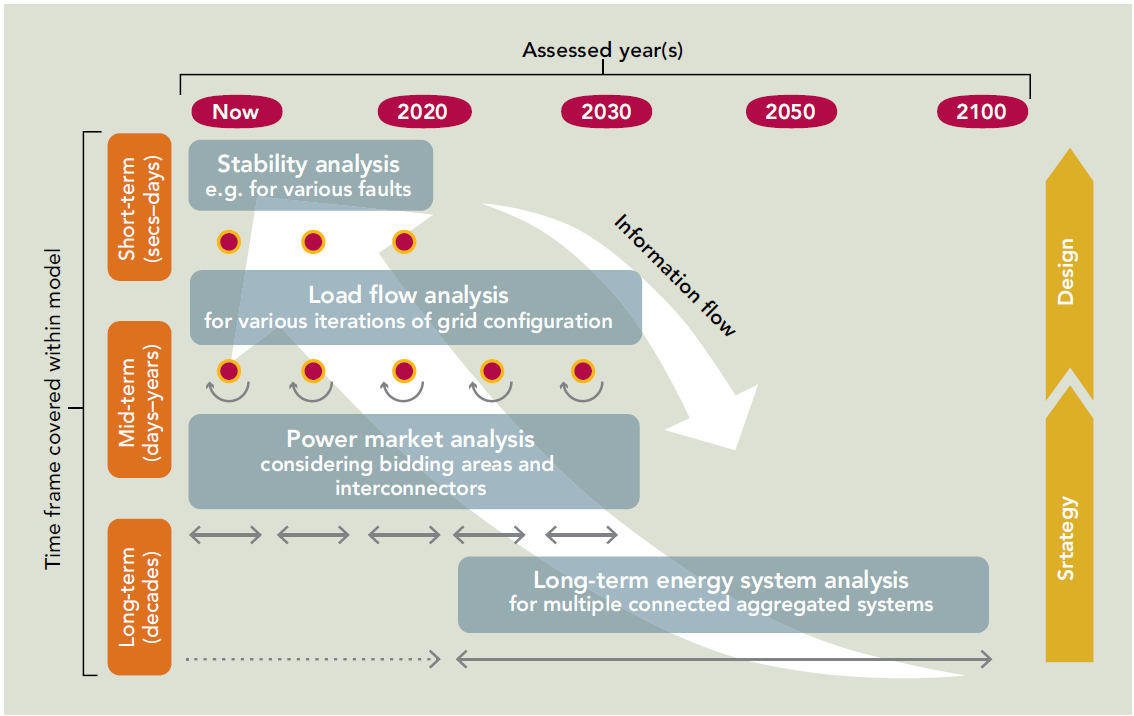 Assessed year(s)
Now
2020
2030
2050
2100
Time frame covered within model
Short-term
(secs–days)
Mid-term
(days–years)
Long-term
(decades)
Stability analysis
e.g. for various faults
Load flow analysis
for various iterations of grid configuration
Power market analysis
considering bidding areas and
interconnectors
Long-term energy system analysis
for multiple connected aggregated systems
Information flow
Design
Srtategy